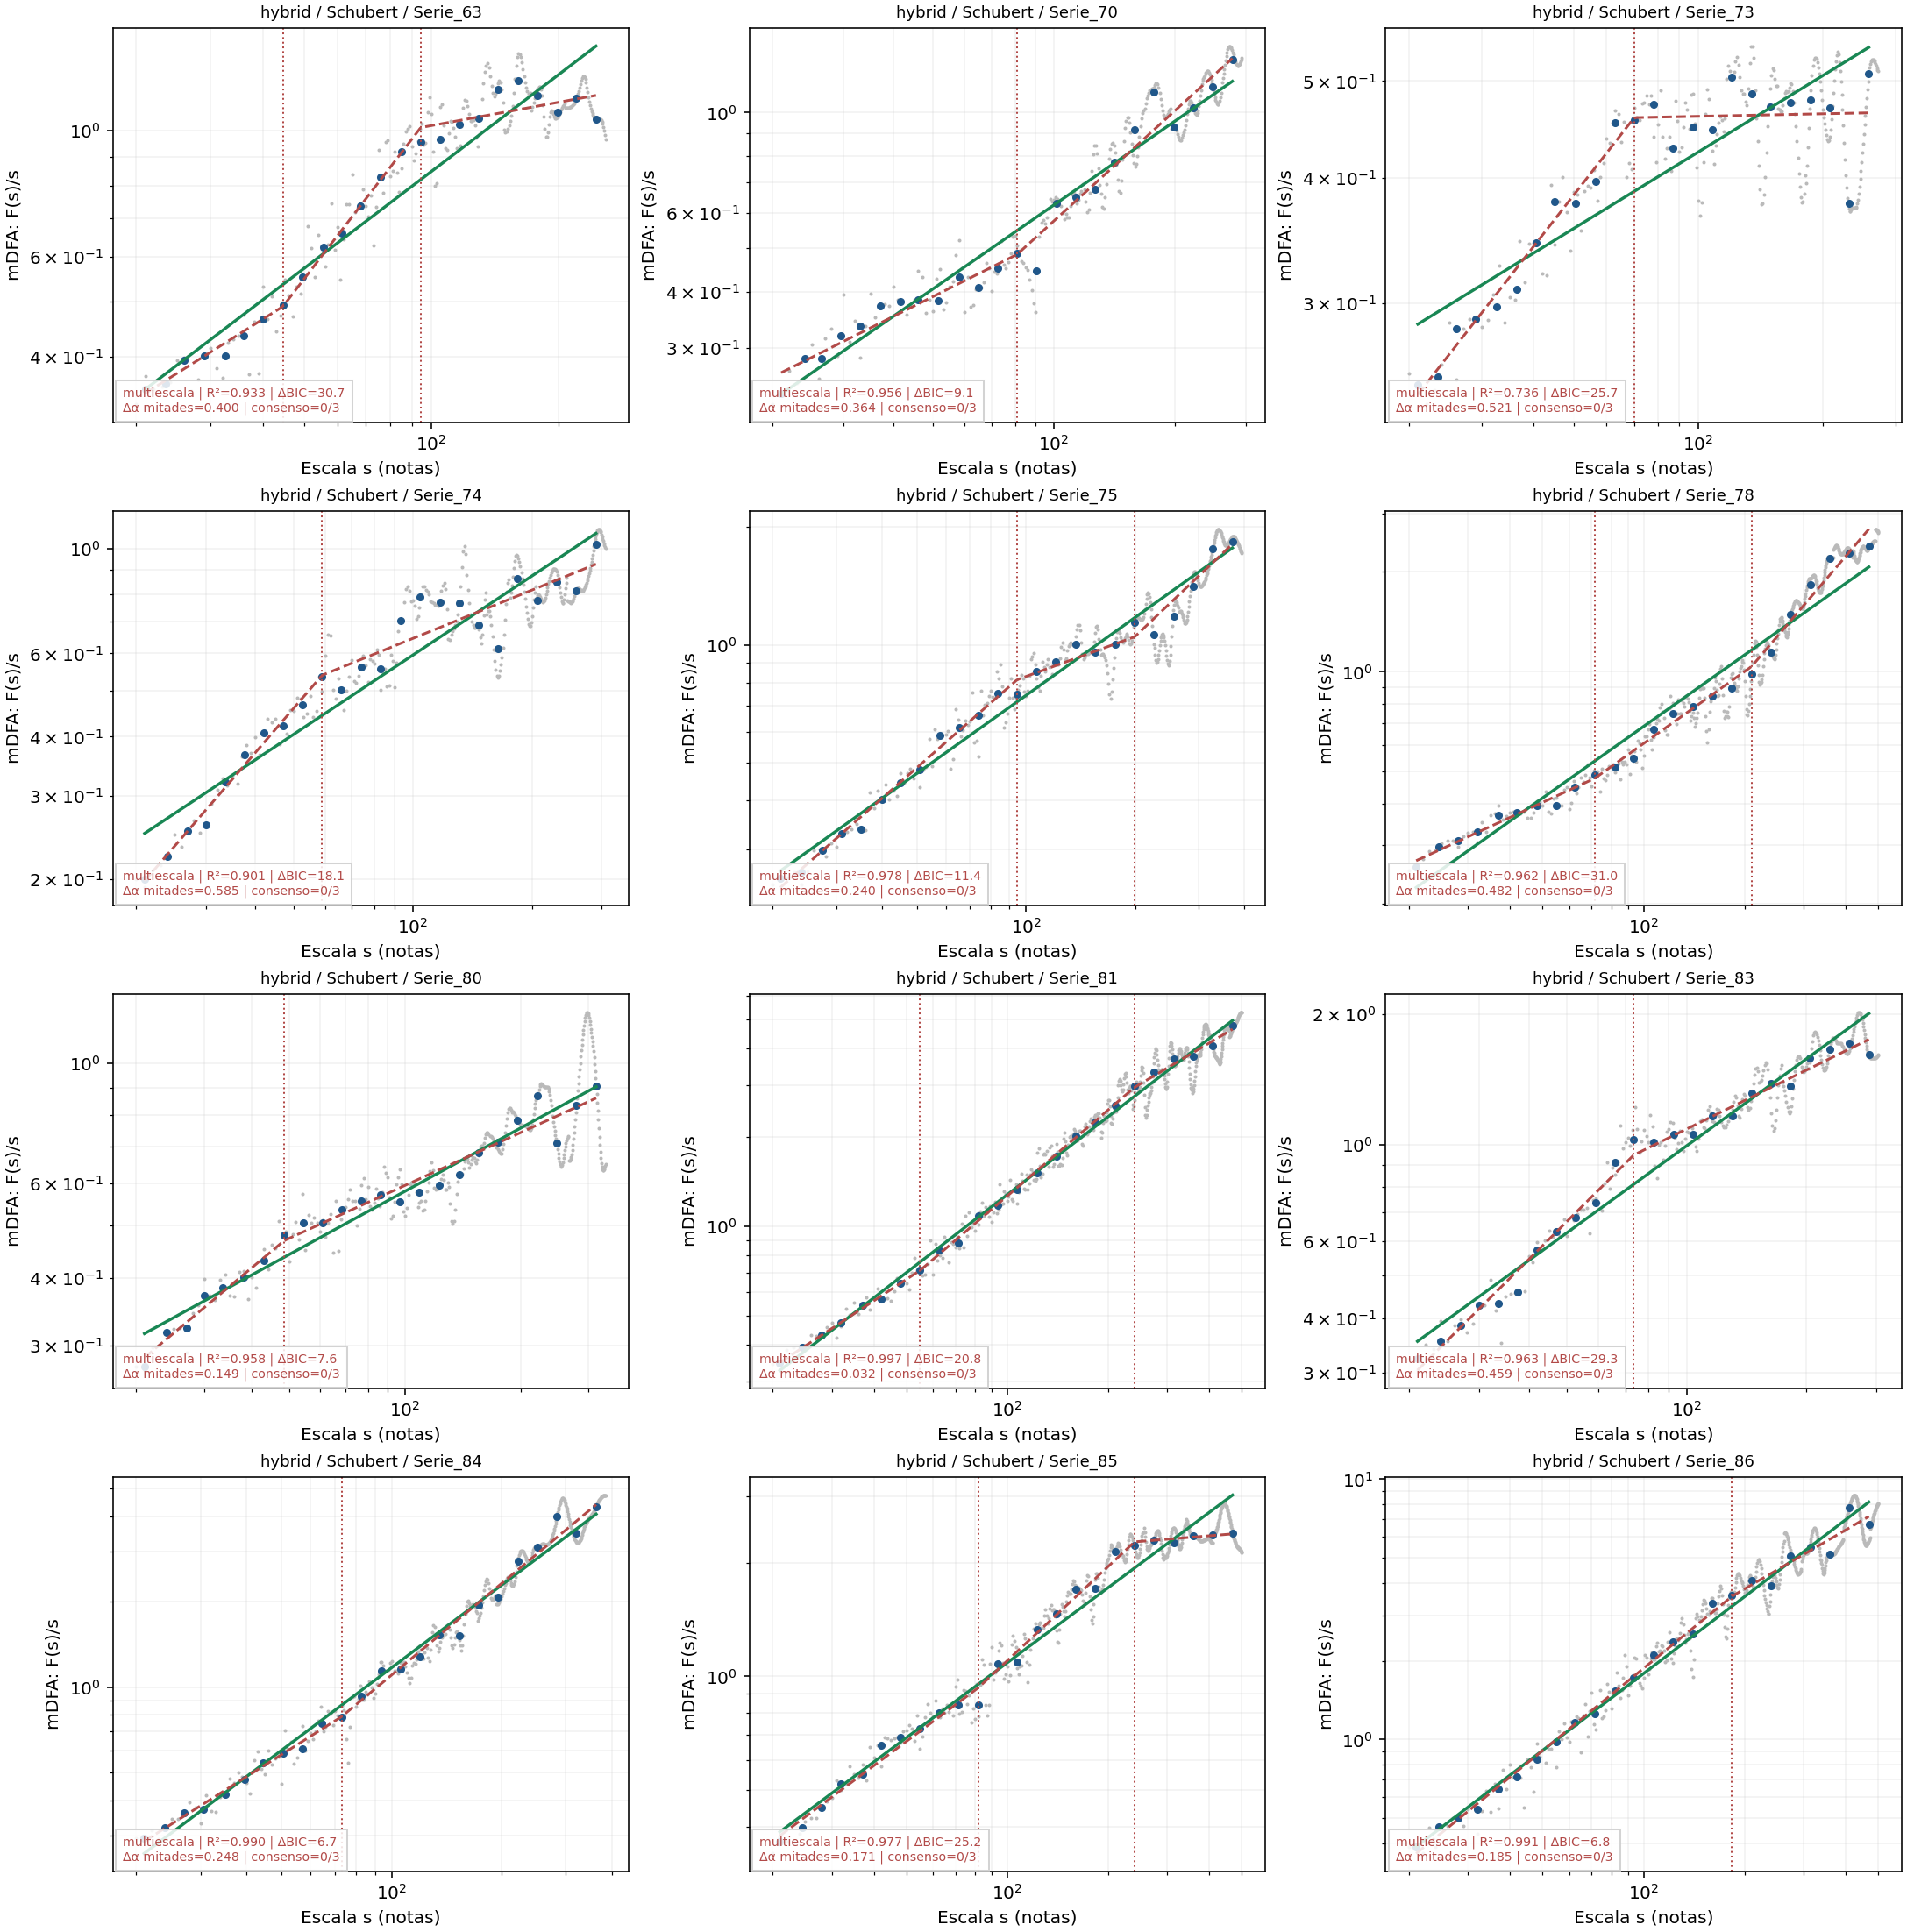 hybrid / Schubert / Serie_63
mDFA: F(s)/s
10⁰
6 × 10⁻¹
4 × 10⁻¹
multiescala | R²=0.933 | ΔBIC=30.7
Δα mitades=0.400 | consenso=0/3
10²
Escala s (notas)
hybrid / Schubert / Serie_70
mDFA: F(s)/s
10⁰
6 × 10⁻¹
4 × 10⁻¹
3 × 10⁻¹
multiescala | R²=0.956 | ΔBIC=9.1
Δα mitades=0.364 | consenso=0/3
10²
Escala s (notas)
hybrid / Schubert / Serie_73
mDFA: F(s)/s
5 × 10⁻¹
4 × 10⁻¹
3 × 10⁻¹
multiescala | R²=0.736 | ΔBIC=25.7
Δα mitades=0.521 | consenso=0/3
10²
Escala s (notas)
hybrid / Schubert / Serie_74
mDFA: F(s)/s
10⁰
6 × 10⁻¹
4 × 10⁻¹
3 × 10⁻¹
2 × 10⁻¹
multiescala | R²=0.901 | ΔBIC=18.1
Δα mitades=0.585 | consenso=0/3
10²
Escala s (notas)
hybrid / Schubert / Serie_75
mDFA: F(s)/s
10⁰
multiescala | R²=0.978 | ΔBIC=11.4
Δα mitades=0.240 | consenso=0/3
10²
Escala s (notas)
hybrid / Schubert / Serie_78
mDFA: F(s)/s
10⁰
multiescala | R²=0.962 | ΔBIC=31.0
Δα mitades=0.482 | consenso=0/3
10²
Escala s (notas)
hybrid / Schubert / Serie_80
mDFA: F(s)/s
10⁰
6 × 10⁻¹
4 × 10⁻¹
3 × 10⁻¹
multiescala | R²=0.958 | ΔBIC=7.6
Δα mitades=0.149 | consenso=0/3
10²
Escala s (notas)
hybrid / Schubert / Serie_81
mDFA: F(s)/s
10⁰
multiescala | R²=0.997 | ΔBIC=20.8
Δα mitades=0.032 | consenso=0/3
10²
Escala s (notas)
hybrid / Schubert / Serie_83
mDFA: F(s)/s
2 × 10⁰
10⁰
6 × 10⁻¹
4 × 10⁻¹
3 × 10⁻¹
multiescala | R²=0.963 | ΔBIC=29.3
Δα mitades=0.459 | consenso=0/3
10²
Escala s (notas)
hybrid / Schubert / Serie_84
mDFA: F(s)/s
10⁰
multiescala | R²=0.990 | ΔBIC=6.7
Δα mitades=0.248 | consenso=0/3
10²
Escala s (notas)
hybrid / Schubert / Serie_85
mDFA: F(s)/s
10⁰
multiescala | R²=0.977 | ΔBIC=25.2
Δα mitades=0.171 | consenso=0/3
10²
Escala s (notas)
hybrid / Schubert / Serie_86
mDFA: F(s)/s
10¹
10⁰
multiescala | R²=0.991 | ΔBIC=6.8
Δα mitades=0.185 | consenso=0/3
10²
Escala s (notas)